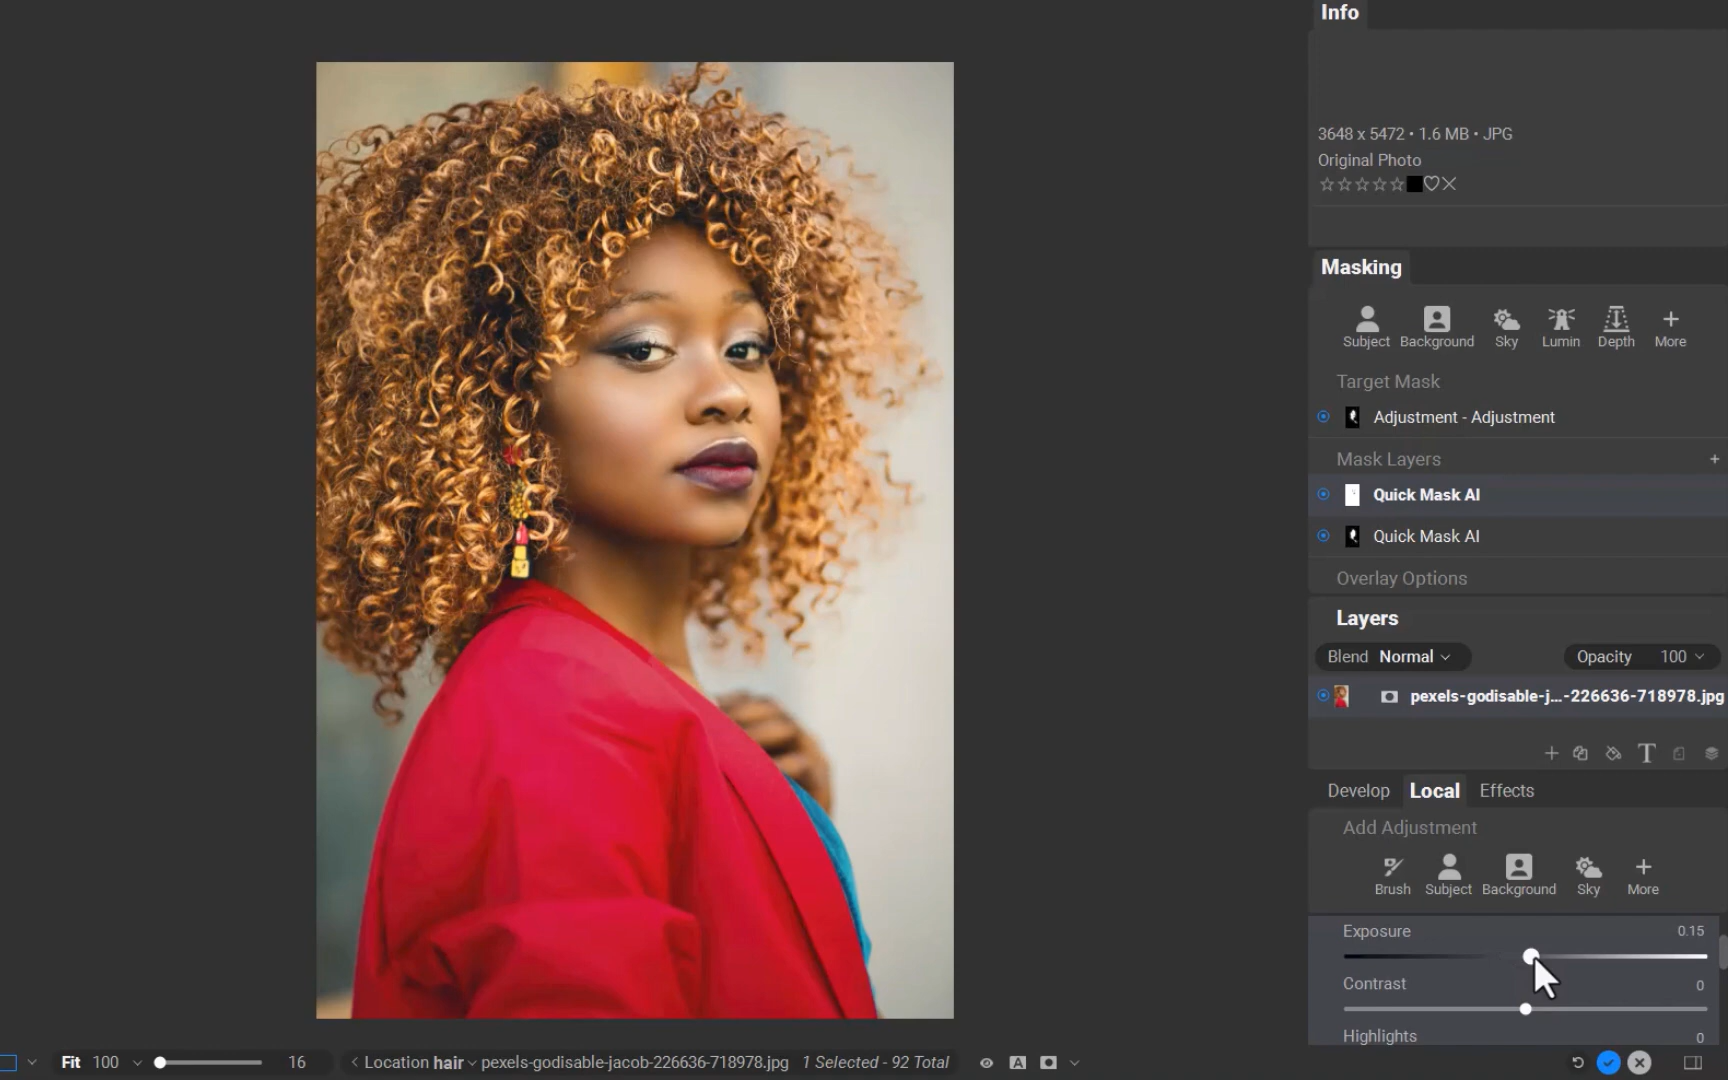 Info
3648 x 5472 • 1.6 MB • JPG
Original Photo
Masking
Subject Background Sky Lumin Depth More
Target Mask
Adjustment - Adjustment
Mask Layers +
Quick Mask AI
Quick Mask AI
Overlay Options
Layers
Blend Normal Opacity 100
pexels-godisable-j...-226636-718978.jpg
T
Develop Local Effects
Add Adjustment
Brush Subject Background Sky More
Exposure 0.15
Contrast 0
Highlights 0
Fit 100 16 Location hair pexels-godisable-jacob-226636-718978.jpg 1 Selected - 92 Total A